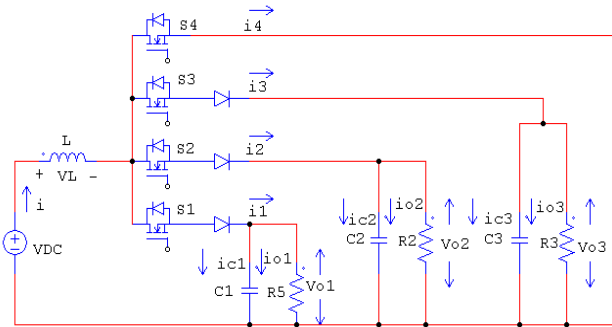 S4
i4
S3
i3
L
S2
i2
+ VL -
i
S1
i1
ic2
io2
ic3
io3
VDC
C2
R2
Vo2
C3
R3
Vo3
ic1
io1
C1
R5
Vo1